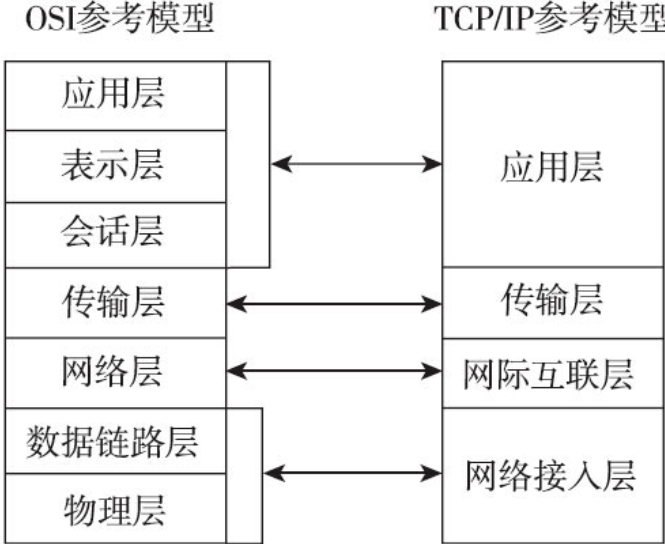 OSI参考模型
TCP/IP参考模型
应用层
表示层
会话层
传输层
网络层
数据链路层
物理层
应用层
传输层
网际互联层
网络接入层